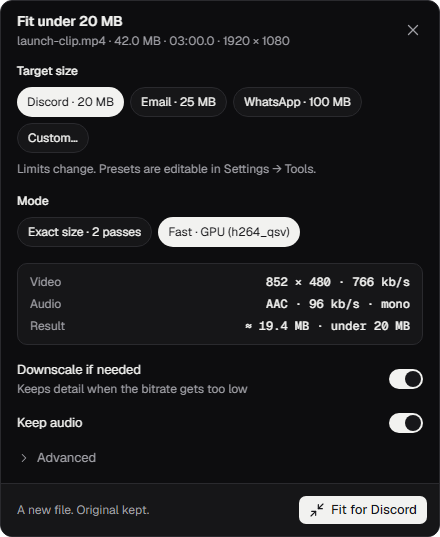 Fit under 20 MB
launch-clip.mp4 · 42.0 MB · 03:00.0 · 1920 × 1080
Target size
Discord · 20 MB
Email · 25 MB
WhatsApp · 100 MB
Custom...
Limits change. Presets are editable in Settings → Tools.
Mode
Exact size · 2 passes
Fast · GPU (h264_qsv)
Video 852 × 480 · 766 kb/s
Audio AAC · 96 kb/s · mono
Result ≈ 19.4 MB · under 20 MB
Downscale if needed
Keeps detail when the bitrate gets too low
Keep audio
Advanced
A new file. Original kept.
Fit for Discord